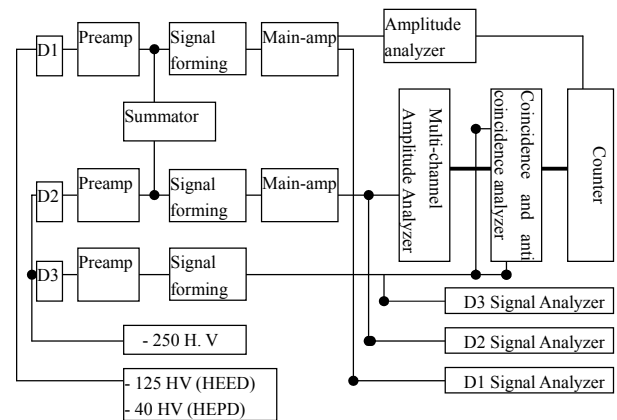 D1
Preamp
Signal
forming
Main-amp
Amplitude
analyzer
Summator
Multi-channel
Amplitude Analyzer
Coincidence and anti
coincidence analyzer
Counter
D2
Preamp
Signal
forming
Main-amp
D3
Preamp
Signal
forming
D3 Signal Analyzer
- 250 H. V
D2 Signal Analyzer
- 125 HV (HEED)
- 40 HV (HEPD)
D1 Signal Analyzer